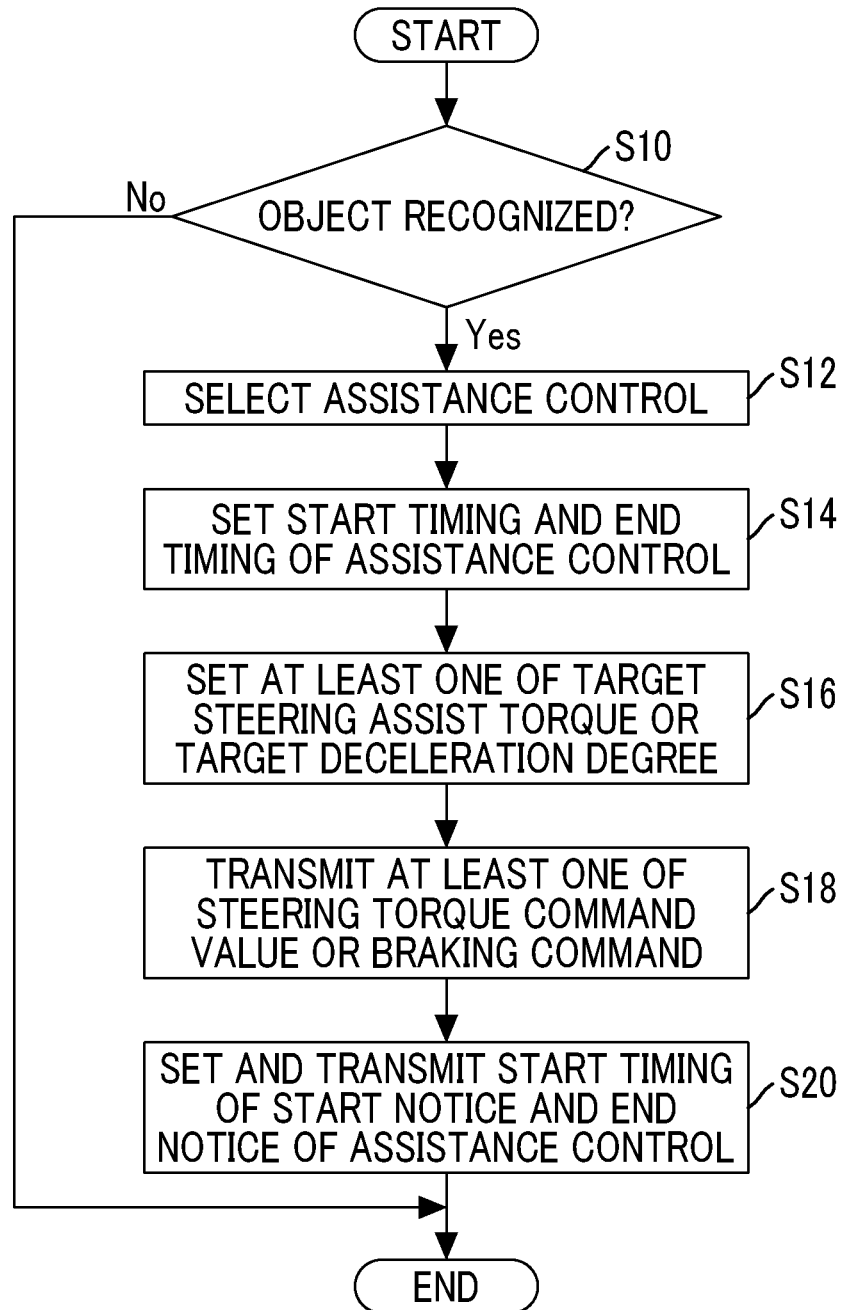 START
S10
No
OBJECT RECOGNIZED?
Yes
S12
SELECT ASSISTANCE CONTROL
S14
SET START TIMING AND END
TIMING OF ASSISTANCE CONTROL
S16
SET AT LEAST ONE OF TARGET
STEERING ASSIST TORQUE OR
TARGET DECELERATION DEGREE
S18
TRANSMIT AT LEAST ONE OF
STEERING TORQUE COMMAND
VALUE OR BRAKING COMMAND
S20
SET AND TRANSMIT START TIMING
OF START NOTICE AND END
NOTICE OF ASSISTANCE CONTROL
END